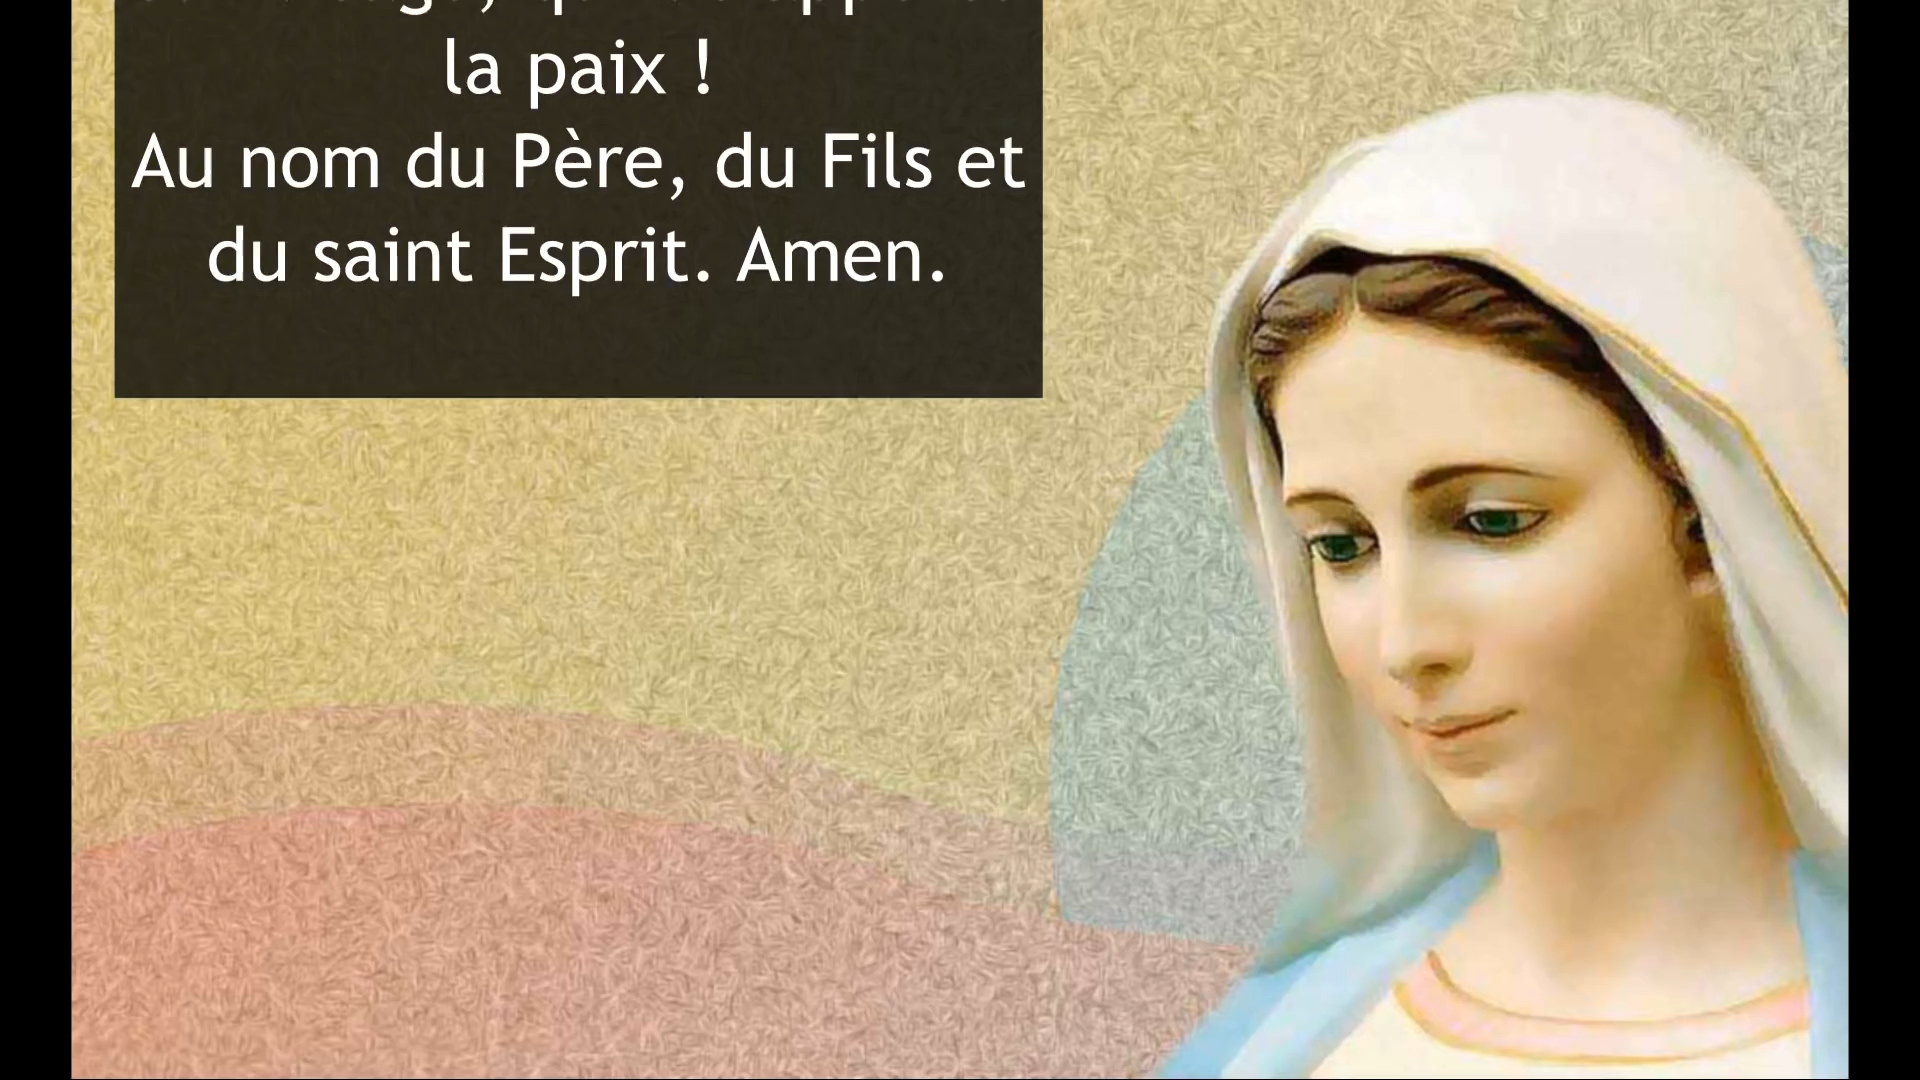 la paix !
Au nom du Père, du Fils et
du saint Esprit. Amen.